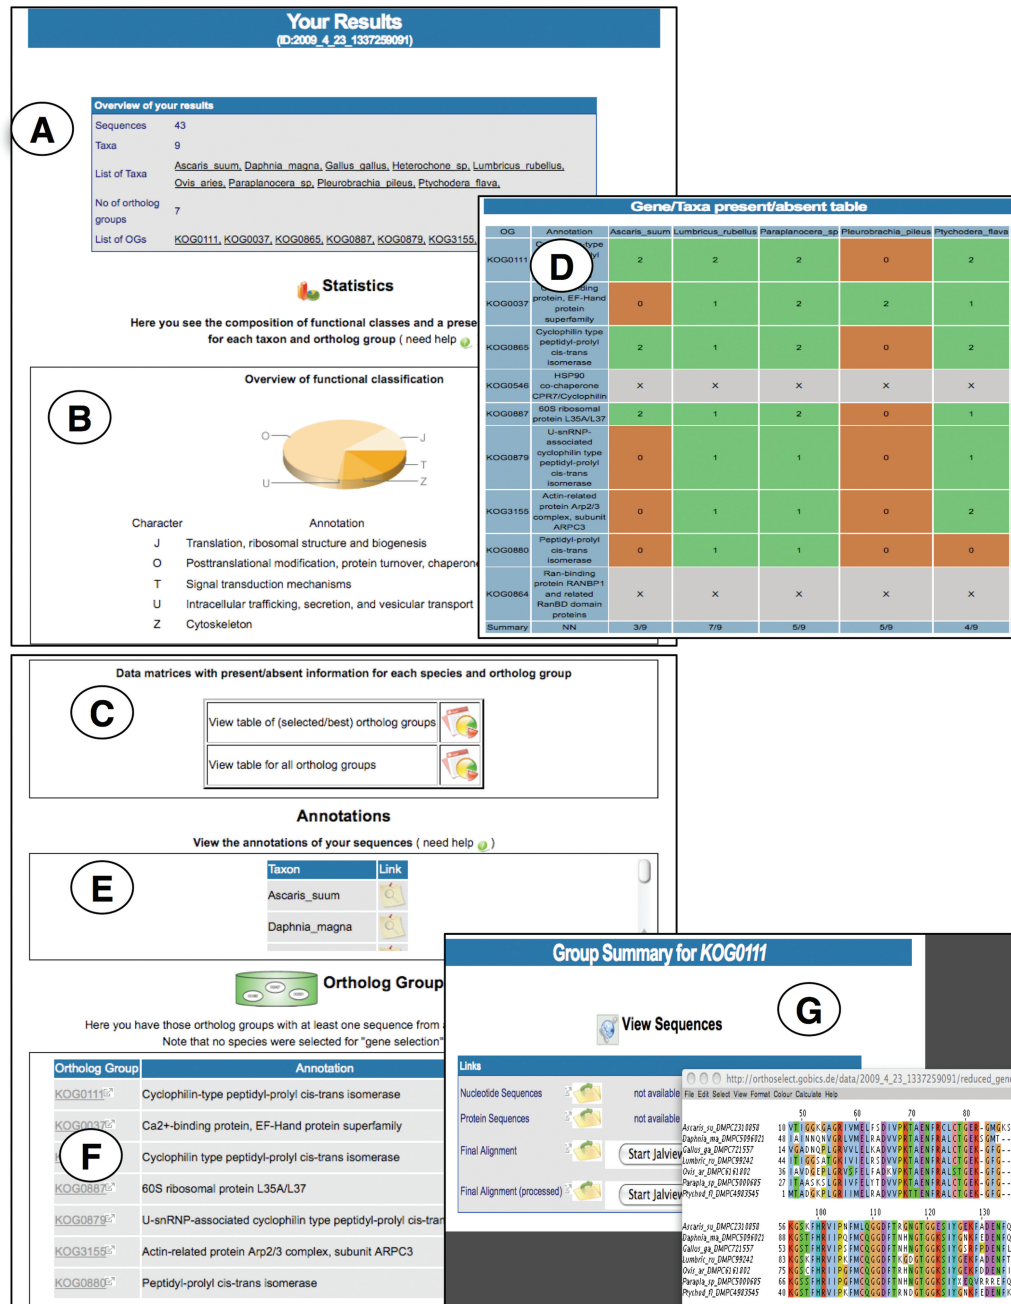 Your Results
(ID:2009_4_23_1337259091)
A
Overview of your results
Sequences 43
Taxa 9
List of Taxa Ascaris_suum, Daphnia_magna, Gallus_gallus, Heterochone_sp, Lumbricus_rubellus,
Ovis_aries, Paraplanocera_sp, Pleurobrachia_pileus, Ptychodera_flava,
No of ortholog groups 7
List of OGs KOG0111, KOG0037, KOG0865, KOG0887, KOG0879, KOG3155,
Statistics
Here you see the composition of functional classes and a prese
for each taxon and ortholog group ( need help
B
Overview of functional classification
O
J
T
Z
U
Character Annotation
J Translation, ribosomal structure and biogenesis
O Posttranslational modification, protein turnover, chaperon
T Signal transduction mechanisms
U Intracellular trafficking, secretion, and vesicular transport
Z Cytoskeleton
D
Gene/Taxa present/absent table
OG Annotation Ascaris_suum Lumbricus_rubellus Paraplanocera_sp Pleurobrachia_pileus Ptychodera_flava
KOG0111 2 2 2 0 2
KOG0037 protein, EF-Hand protein superfamily 0 1 2 2 1
KOG0865 Cyclophilin type peptidyl-prolyl cis-trans isomerase 2 1 2 0 2
KOG0546 HSP90 co-chaperone CPR7/Cyclophilin X X X X X
KOG0887 60S ribosomal protein L35A/L37 2 1 2 0 1
KOG0879 U-snRNP-associated cyclophilin type peptidyl-prolyl cis-trans isomerase 0 1 1 0 1
KOG3155 Actin-related protein Arp2/3 complex, subunit ARPC3 0 1 1 0 2
KOG0880 Peptidyl-prolyl cis-trans isomerase 0 1 1 0 0
KOG0864 Ran-binding protein RANBP1 and related RanBD domain proteins X X X X X
Summary NN 3/9 7/9 5/9 5/9 4/9
Data matrices with present/absent information for each species and ortholog group
C
View table of (selected/best) ortholog groups
View table for all ortholog groups
Annotations
View the annotations of your sequences ( need help )
E
Taxon Link
Ascaris_suum
Daphnia_magna
Ortholog Group
Here you have those ortholog groups with at least one sequence from
Note that no species were selected for "gene selection"
F
Ortholog Group Annotation
KOG0111 Cyclophilin-type peptidyl-prolyl cis-trans isomerase
KOG0037 Ca2+-binding protein, EF-Hand protein superfamily
Cyclophilin type peptidyl-prolyl cis-trans isomerase
KOG0887 60S ribosomal protein L35A/L37
KOG0879 U-snRNP-associated cyclophilin type peptidyl-prolyl cis-tran
KOG3155 Actin-related protein Arp2/3 complex, subunit ARPC3
KOG0880 Peptidyl-prolyl cis-trans isomerase
Group Summary for KOG0111
G
View Sequences
Links
Nucleotide Sequences not available
Protein Sequences not available
Final Alignment Start Jalview
Final Alignment (processed) Start Jalview
http://orthoselect.gobics.de/data/2009_4_23_1337259091/reduced_gene
File Edit Select View Format Colour Calculate Help
50 60 70 80
100 110 120 130